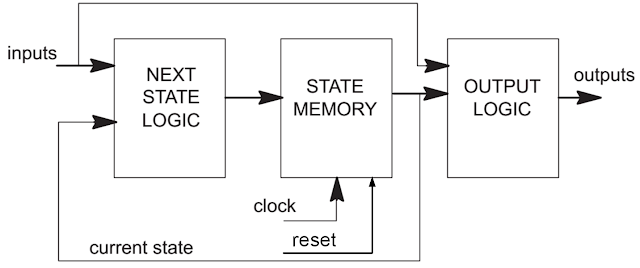 inputs
NEXT
STATE
LOGIC
STATE
MEMORY
OUTPUT
LOGIC
outputs
clock
reset
current state